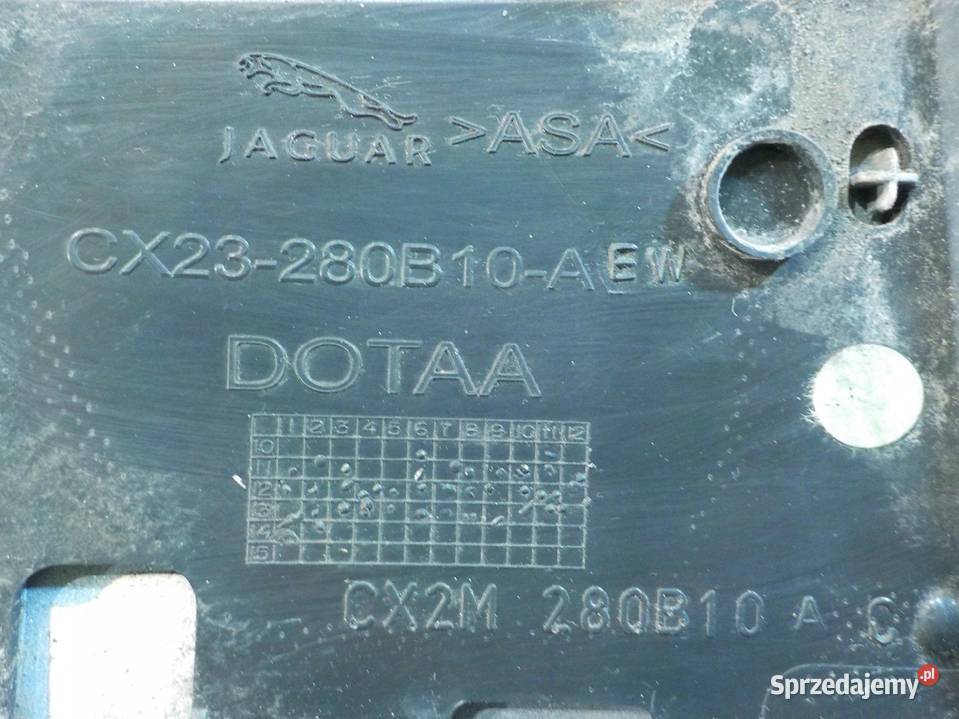 JAGUAR >ASA<
CX23-280B10-AEW
DOTAA
1 2 3 4 5 6 7 8 9 10 11 12
10
11
12
13
14
15
CX2M 280B10 A C
Sprzedajemy.pl